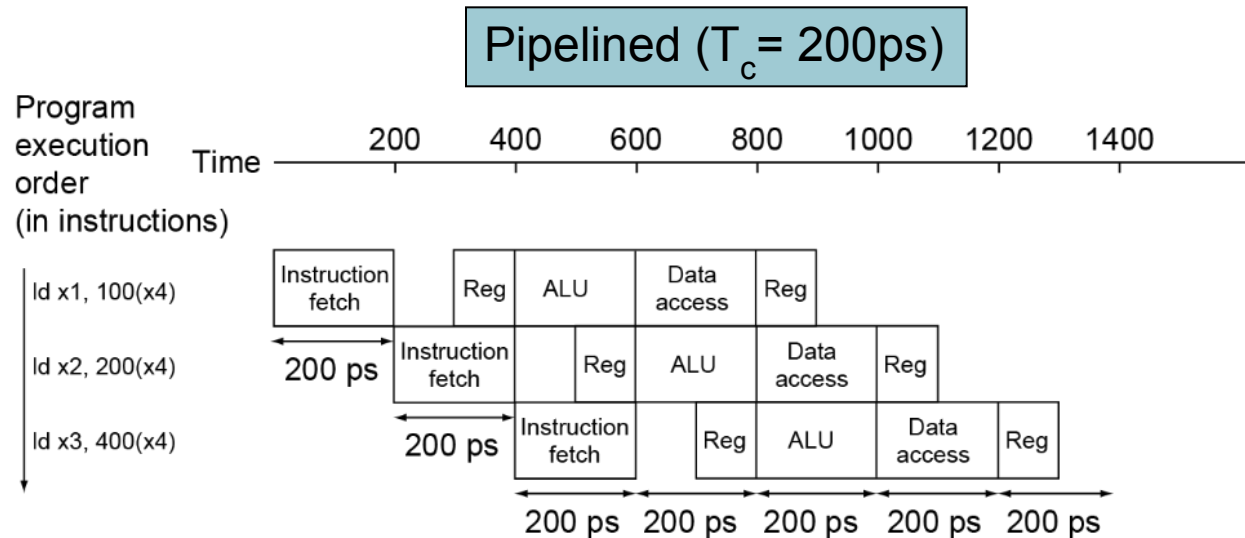 Pipelined (Tc= 200ps)
Program
execution
order
(in instructions)
Time
200 400 600 800 1000 1200 1400
ld x1, 100(x4)
Instruction
fetch
Reg
ALU
Data
access
Reg
200 ps
ld x2, 200(x4)
Instruction
fetch
Reg
ALU
Data
access
Reg
200 ps
ld x3, 400(x4)
Instruction
fetch
Reg
ALU
Data
access
Reg
200 ps 200 ps 200 ps 200 ps 200 ps